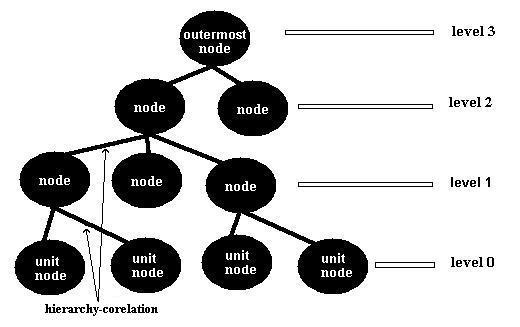 outermost
node
level 3
node
node
level 2
node
node
node
level 1
unit
node
unit
node
unit
node
unit
node
level 0
hierarchy-corelation